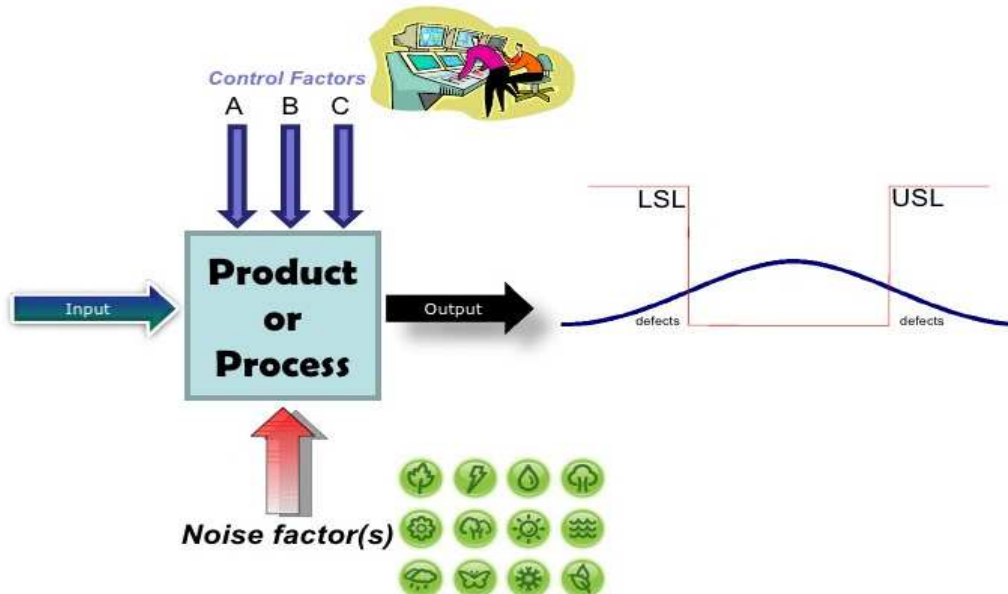 Control Factors
A B C
LSL
USL
Product
or
Process
Input
Output
defects
defects
Noise factor(s)